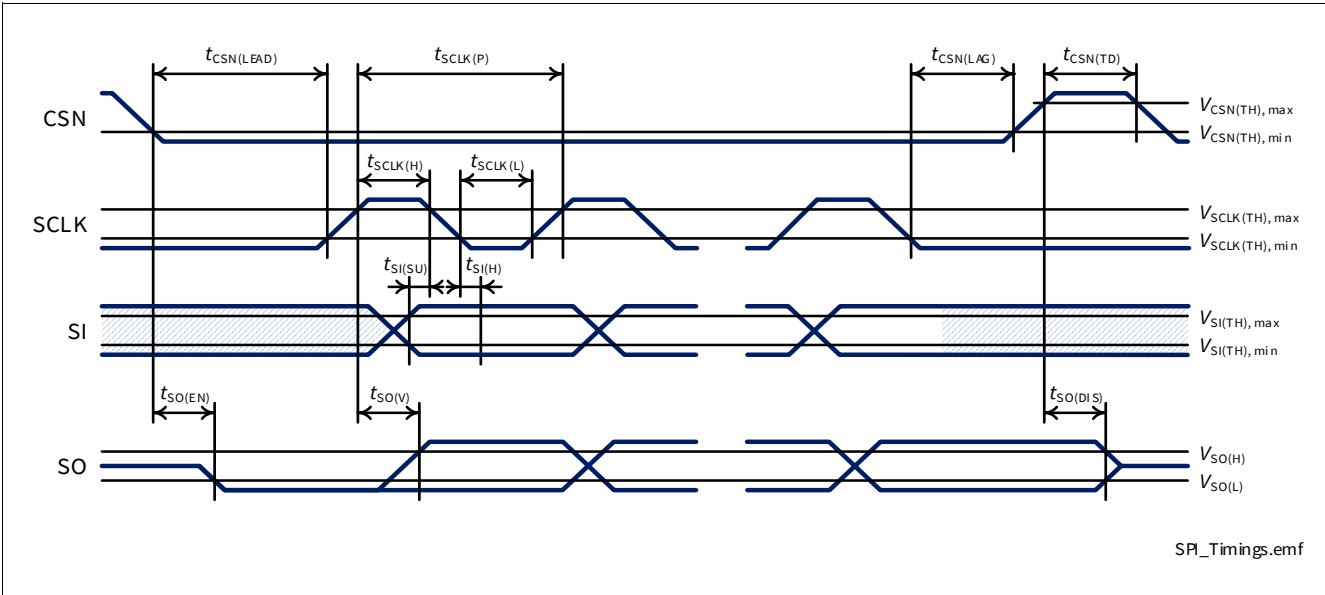 tCSN(LEAD) tSCLK(P) tCSN(LAG) tCSN(TD)
CSN VCSN(TH), max
VCSN(TH), min
tSCLK(H) tSCLK(L)
SCLK VSCLK(TH), max
VSCLK(TH), min
tSI(SU) tSI(H)
SI VSI(TH), max
VSI(TH), min
tSO(EN) tSO(V) tSO(DIS)
SO VSO(H)
VSO(L)
SPI_Timings.emf